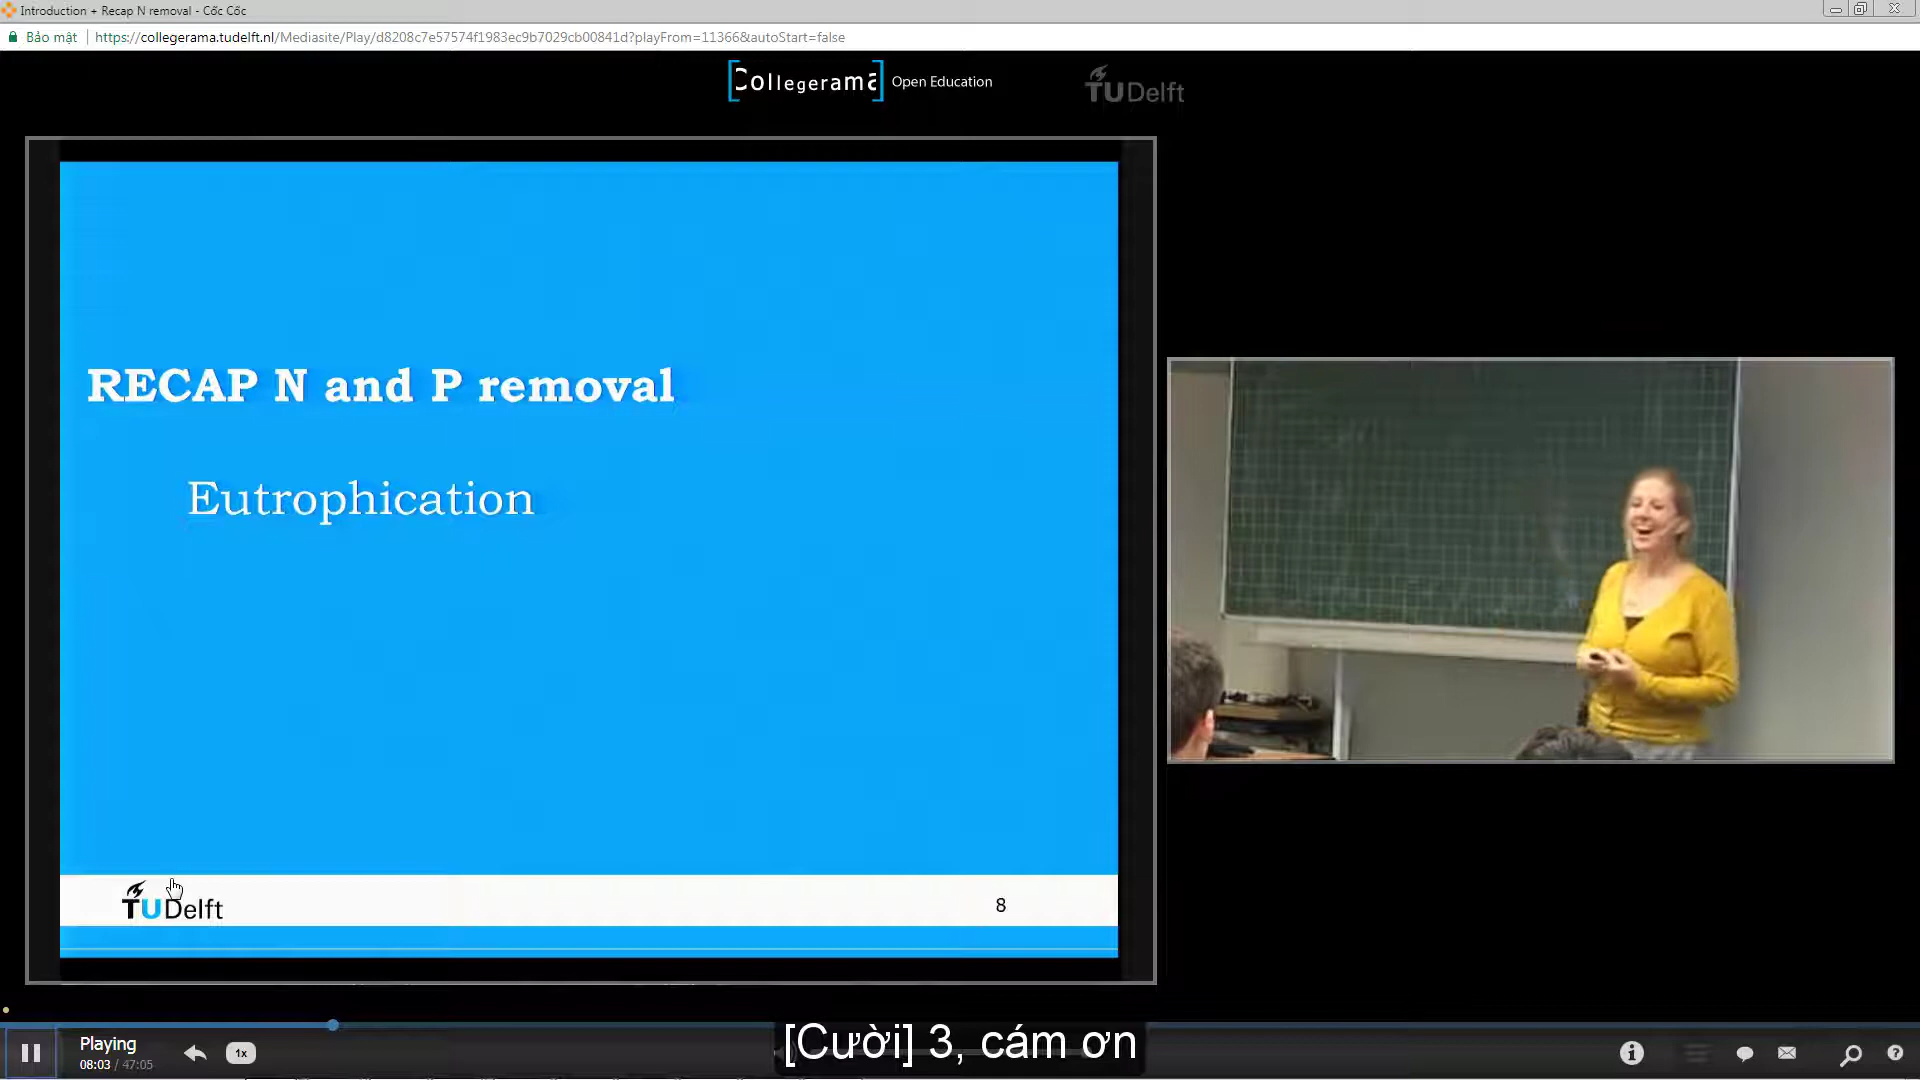 Introduction + Recap N removal - Cốc Cốc
Bảo mật
https://collegerama.tudelft.nl/Mediasite/Play/d8208c7e57574f1983ec9b7029cb00841d?playFrom=11366&autoStart=false
Collegerama Open Education
TUDelft
RECAP N and P removal
Eutrophication
TUDelft
8
Playing
08:03 / 47:05
1x
[Cười] 3, cám ơn